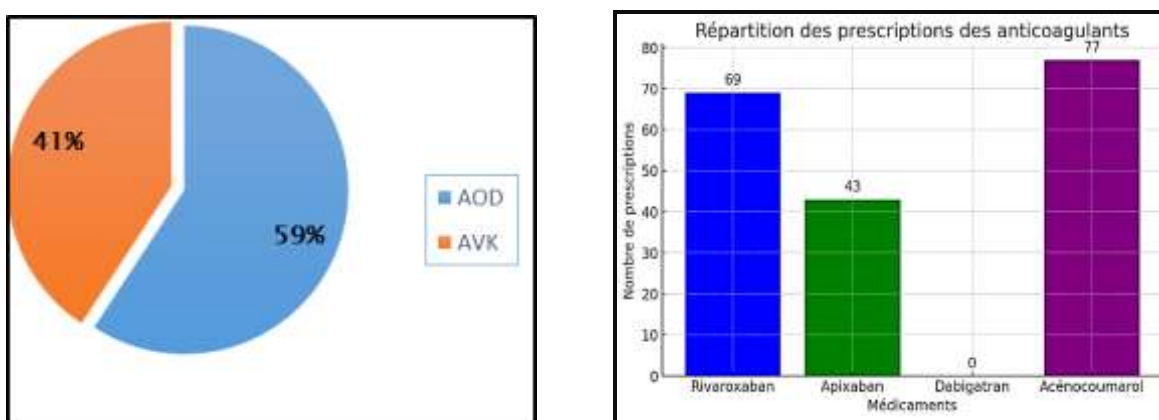 41%
59%
AOD
AVK
Répartition des prescriptions des anticoagulants
Nombre de prescriptions
80
70
60
50
40
30
20
10
0
69
43
0
77
Rivaroxaban
Apixaban
Dabigatran
Acénocoumarol
Médicaments